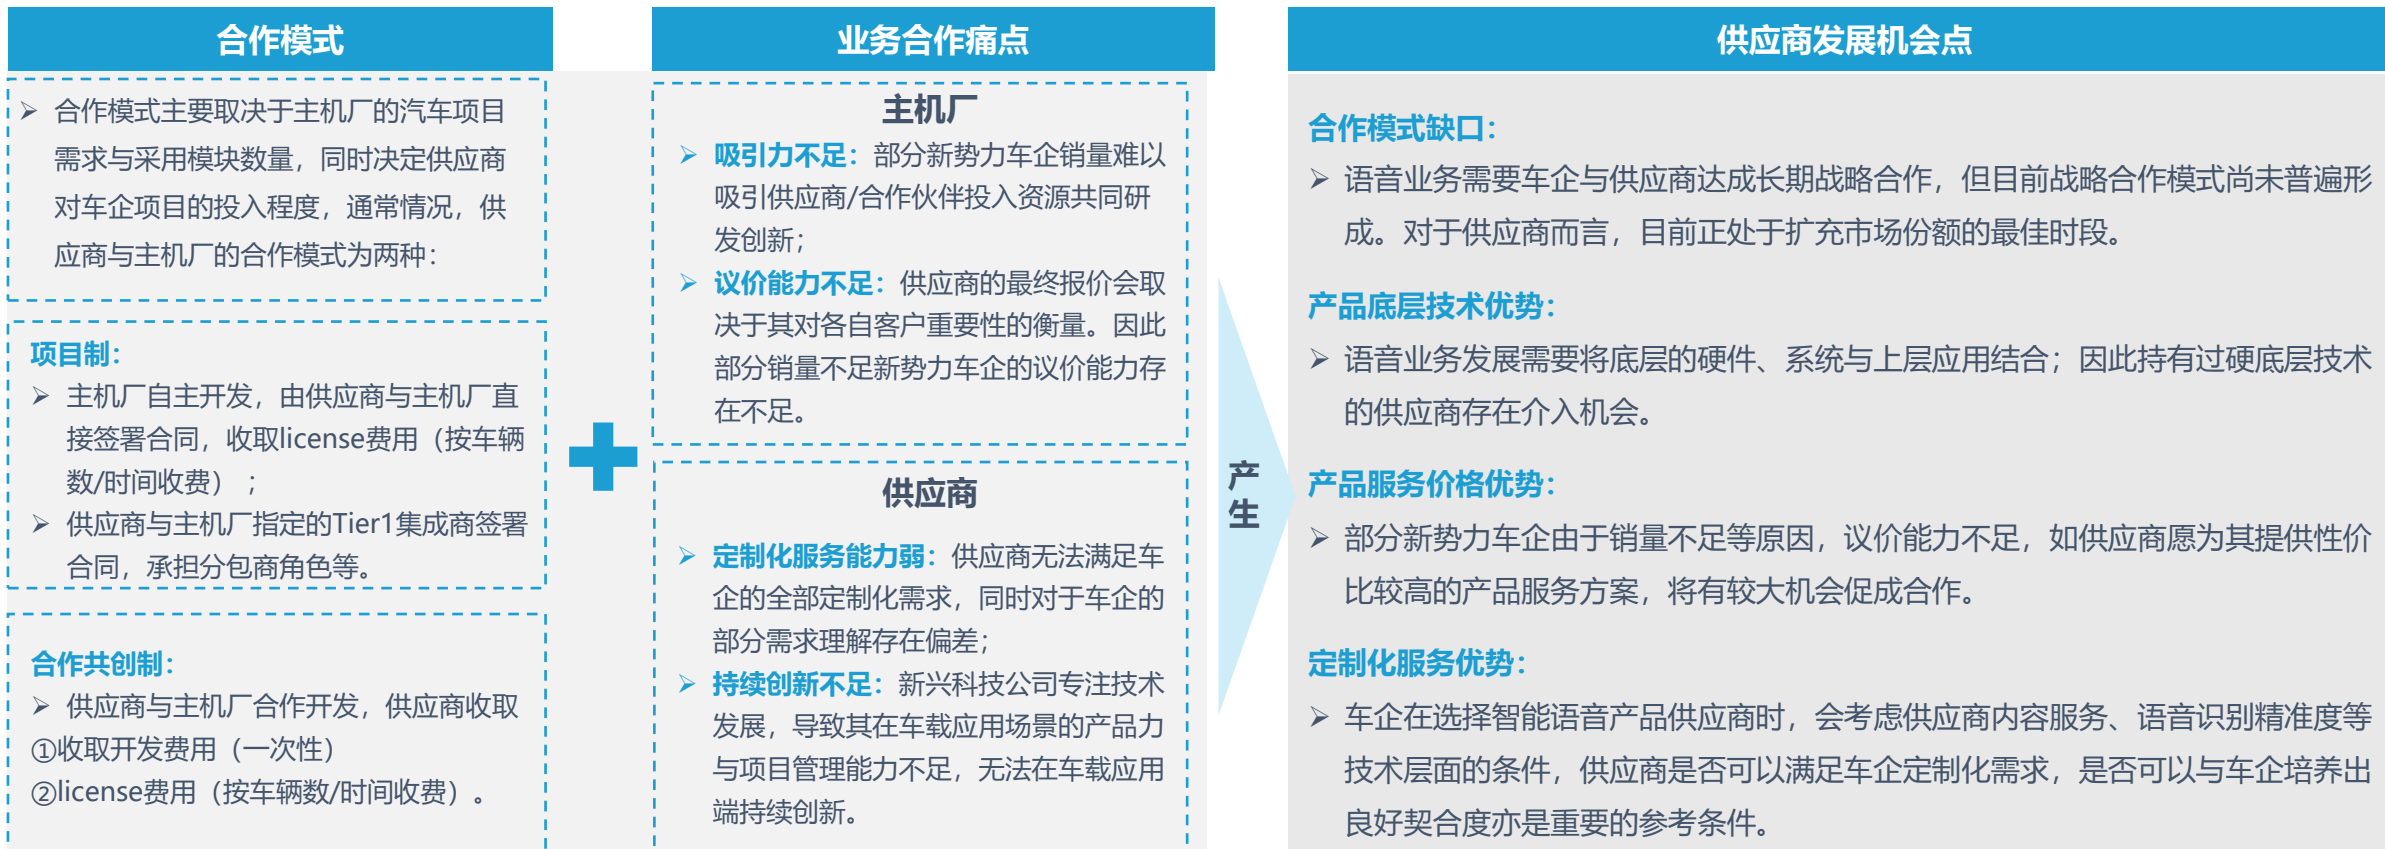 合作模式
合作模式主要取决于主机厂的汽车项目
需求与采用模块数量，同时决定供应商
对车企项目的投入程度，通常情况，供
应商与主机厂的合作模式为两种：
项目制：
主机厂自主开发，由供应商与主机厂直
接签署合同，收取license费用（按车辆
数/时间收费）；
供应商与主机厂指定的Tier1集成商签署
合同，承担分包商角色等。
合作共创制：
供应商与主机厂合作开发，供应商收取
①收取开发费用（一次性）
②license费用（按车辆数/时间收费）。
业务合作痛点
主机厂
吸引力不足：部分新势力车企销量难以
吸引供应商/合作伙伴投入资源共同研
发创新；
议价能力不足：供应商的最终报价会取
决于其对各自客户重要性的衡量。因此
部分销量不足新势力车企的议价能力存
在不足。
供应商
定制化服务能力弱：供应商无法满足车
企的全部定制化需求，同时对于车企的
部分需求理解存在偏差；
持续创新不足：新兴科技公司专注技术
发展，导致其在车载应用场景的产品力
与项目管理能力不足，无法在车载应用
端持续创新。
产
生
供应商发展机会点
合作模式缺口：
语音业务需要车企与供应商达成长期战略合作，但目前战略合作模式尚未普遍形
成。对于供应商而言，目前正处于扩充市场份额的最佳时段。
产品底层技术优势：
语音业务发展需要将底层的硬件、系统与上层应用结合；因此持有过硬底层技术
的供应商存在介入机会。
产品服务价格优势：
部分新势力车企由于销量不足等原因，议价能力不足，如供应商愿为其提供性价
比较高的产品服务方案，将有较大机会促成合作。
定制化服务优势：
车企在选择智能语音产品供应商时，会考虑供应商内容服务、语音识别精准度等
技术层面的条件，供应商是否可以满足车企定制化需求，是否可以与车企培养出
良好契合度亦是重要的参考条件。